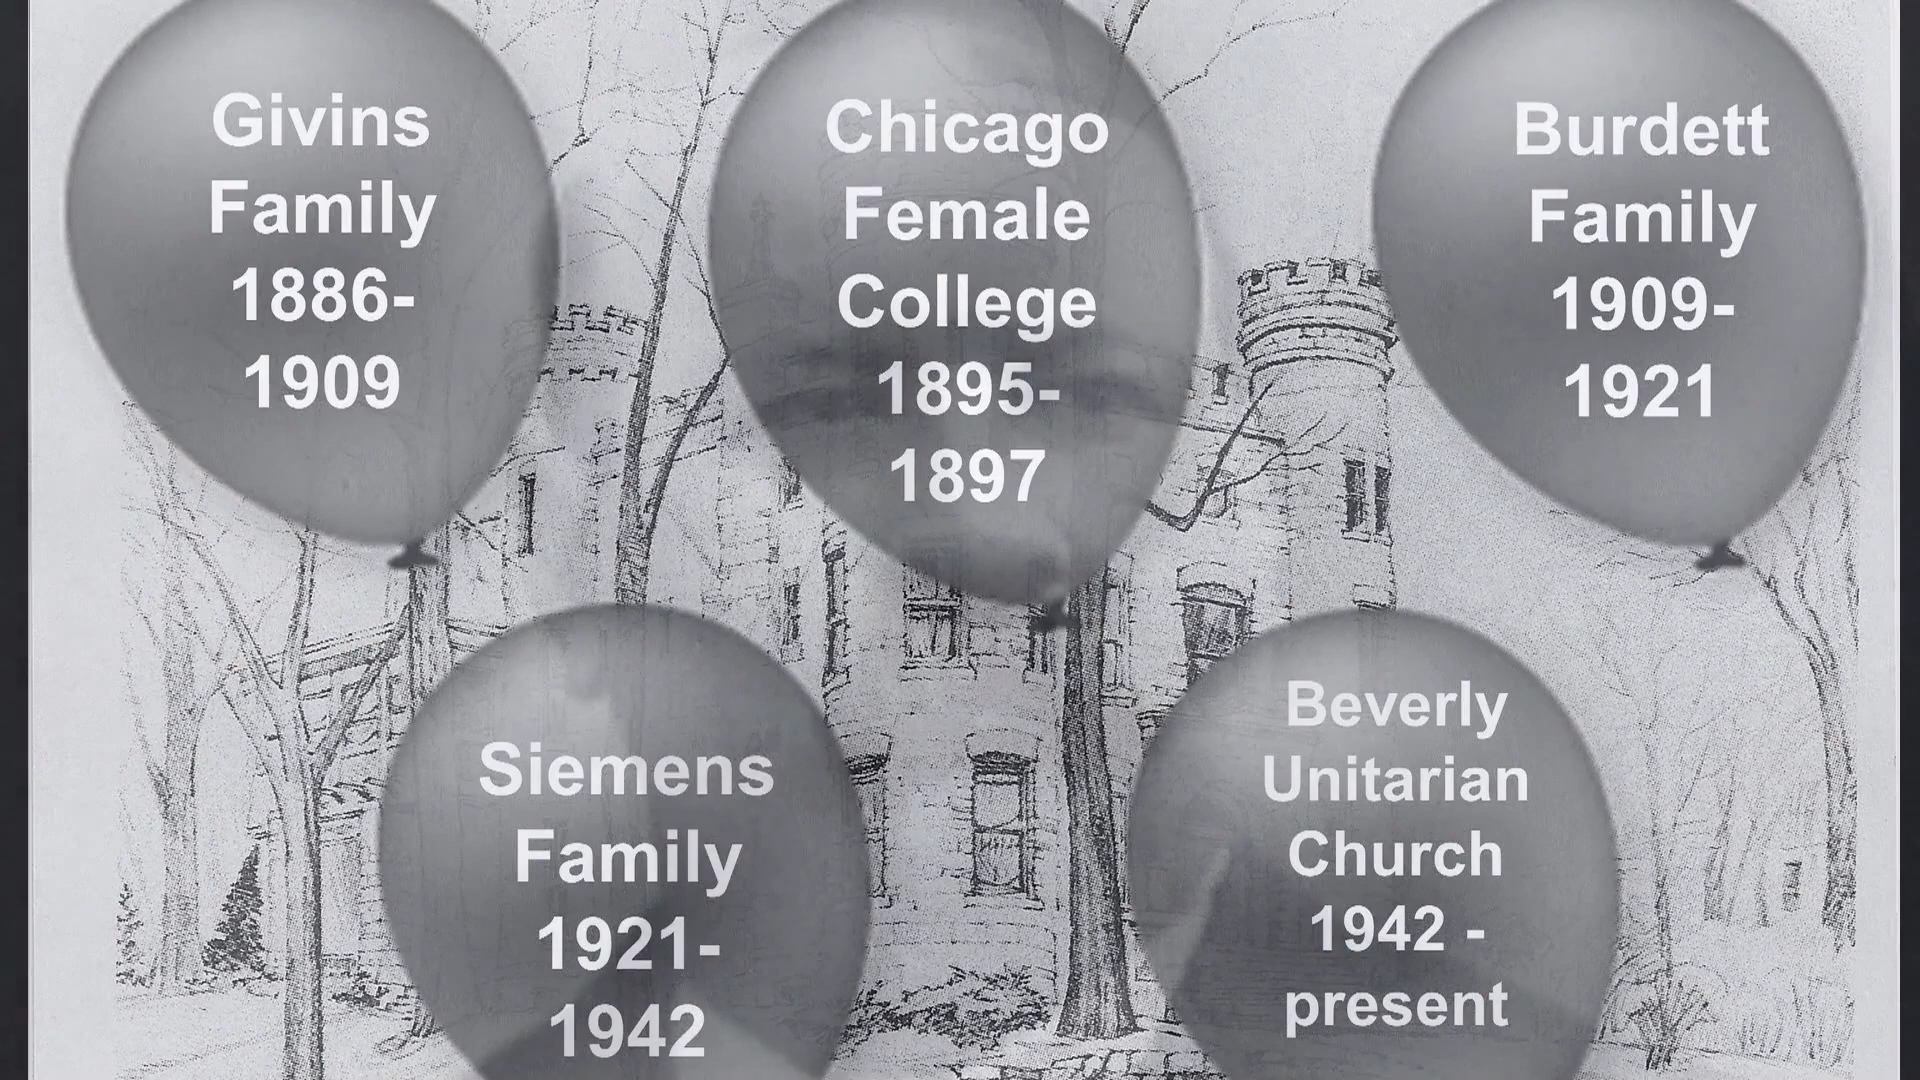 Givins
Family
1886-
1909
Chicago
Female
College
1895-
1897
Burdett
Family
1909-
1921
Siemens
Family
1921-
1942
Beverly
Unitarian
Church
1942 -
present